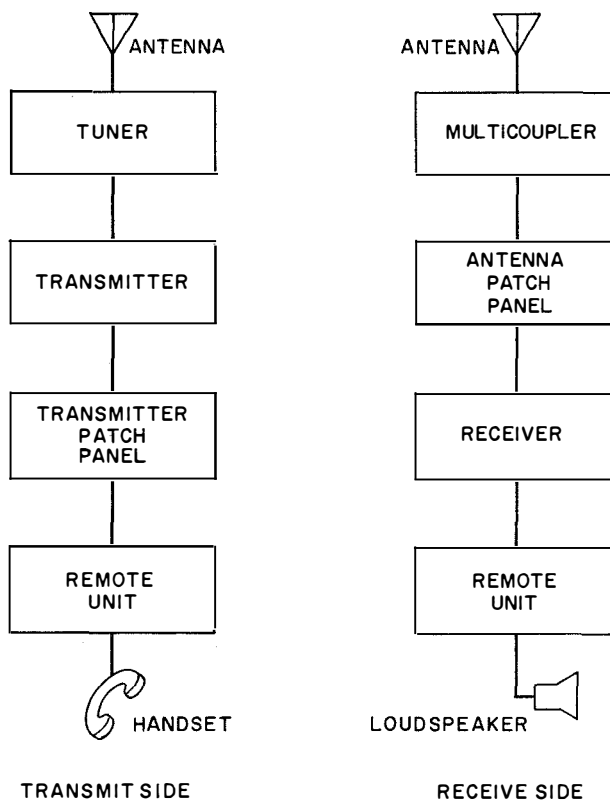 ANTENNA
TUNER
TRANSMITTER
TRANSMITTER
PATCH
PANEL
REMOTE
UNIT
HANDSET
TRANSMIT SIDE
ANTENNA
MULTICOUPLER
ANTENNA
PATCH
PANEL
RECEIVER
REMOTE
UNIT
LOUDSPEAKER
RECEIVE SIDE